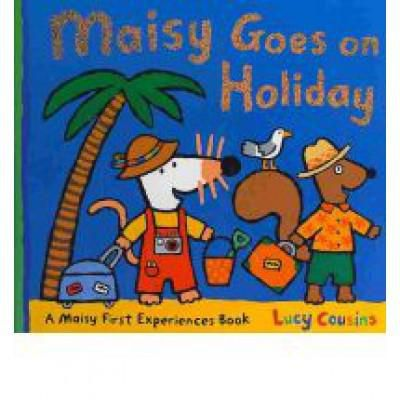 Maisy Goes on
Holiday
A Maisy First Experiences Book
Lucy Cousins